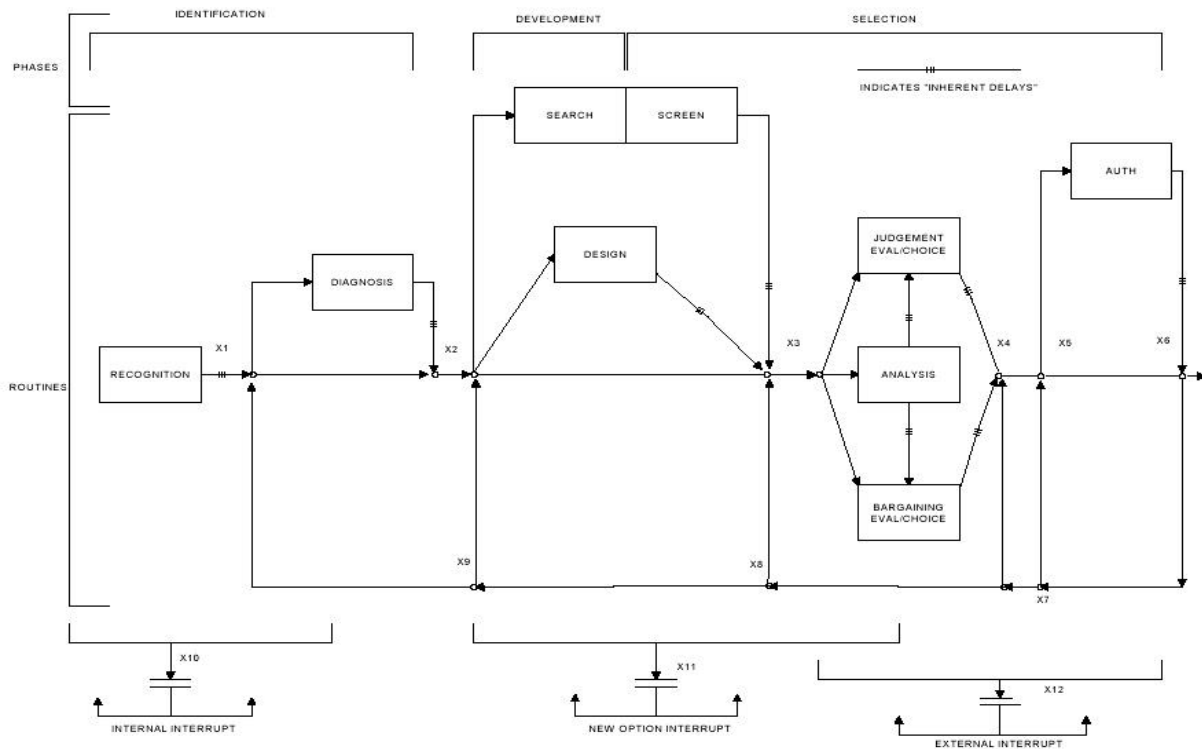 IDENTIFICATION
DEVELOPMENT
SELECTION
PHASES
INDICATES "INHERENT DELAYS"
SEARCH
SCREEN
AUTH
JUDGEMENT
EVAL/CHOICE
DESIGN
DIAGNOSIS
X1
X2
X3
X4
X5
X6
ROUTINES
RECOGNITION
ANALYSIS
BARGAINING
EVAL/CHOICE
X9
X8
X7
X10
X11
X12
INTERNAL INTERRUPT
NEW OPTION INTERRUPT
EXTERNAL INTERRUPT